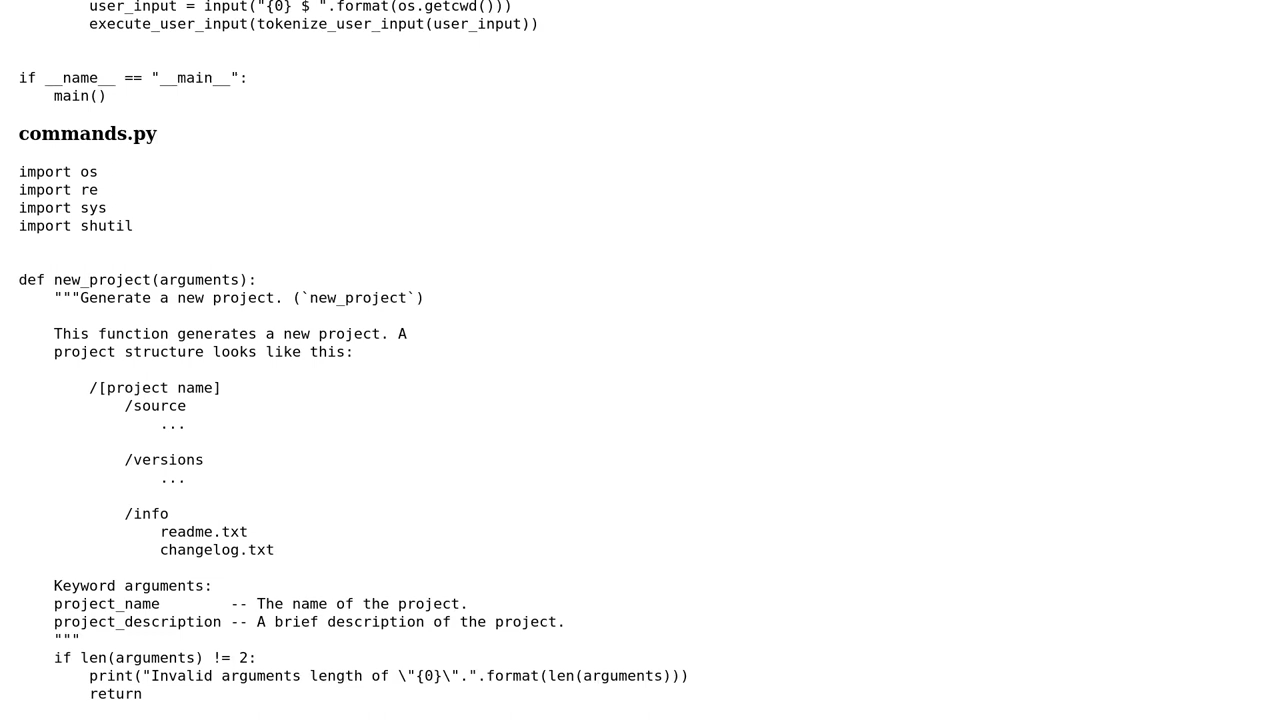 user_input = input("{0} $ ".format(os.getcwd()))
        execute_user_input(tokenize_user_input(user_input))


if __name__ == "__main__":
    main()

commands.py

import os
import re
import sys
import shutil


def new_project(arguments):
    """Generate a new project. (`new_project`)

    This function generates a new project. A
    project structure looks like this:

        /[project name]
            /source
                ...

            /versions
                ...

            /info
                readme.txt
                changelog.txt

    Keyword arguments:
    project_name        -- The name of the project.
    project_description -- A brief description of the project.
    """
    if len(arguments) != 2:
        print("Invalid arguments length of \"{0}\".".format(len(arguments)))
        return